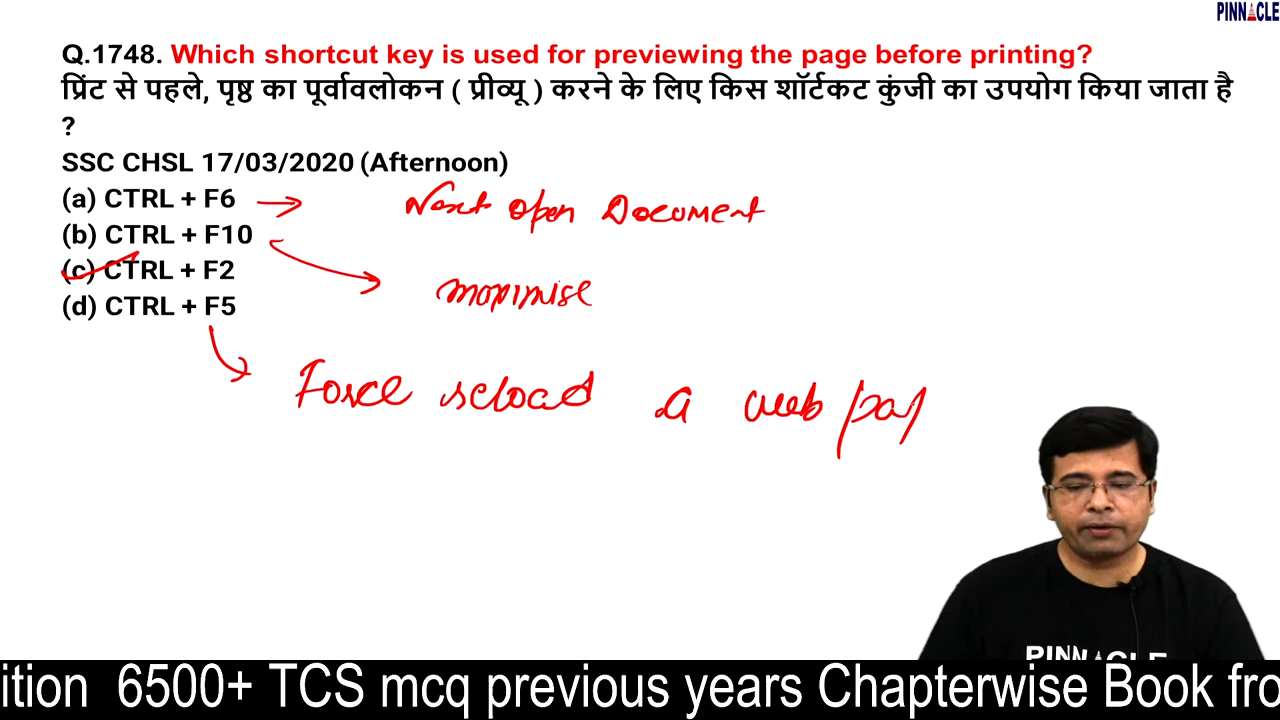 PINNACLE
Q.1748. Which shortcut key is used for previewing the page before printing?
प्रिंट से पहले, पृष्ठ का पूर्वावलोकन ( प्रीव्यू ) करने के लिए किस शॉर्टकट कुंजी का उपयोग किया जाता है
?
SSC CHSL 17/03/2020 (Afternoon)
(a) CTRL + F6
Next open Document
(b) CTRL + F10
(c) CTRL + F2
maximise
(d) CTRL + F5
Force reload a web pag
PINNACLE
ition 6500+ TCS mcq previous years Chapterwise Book fro